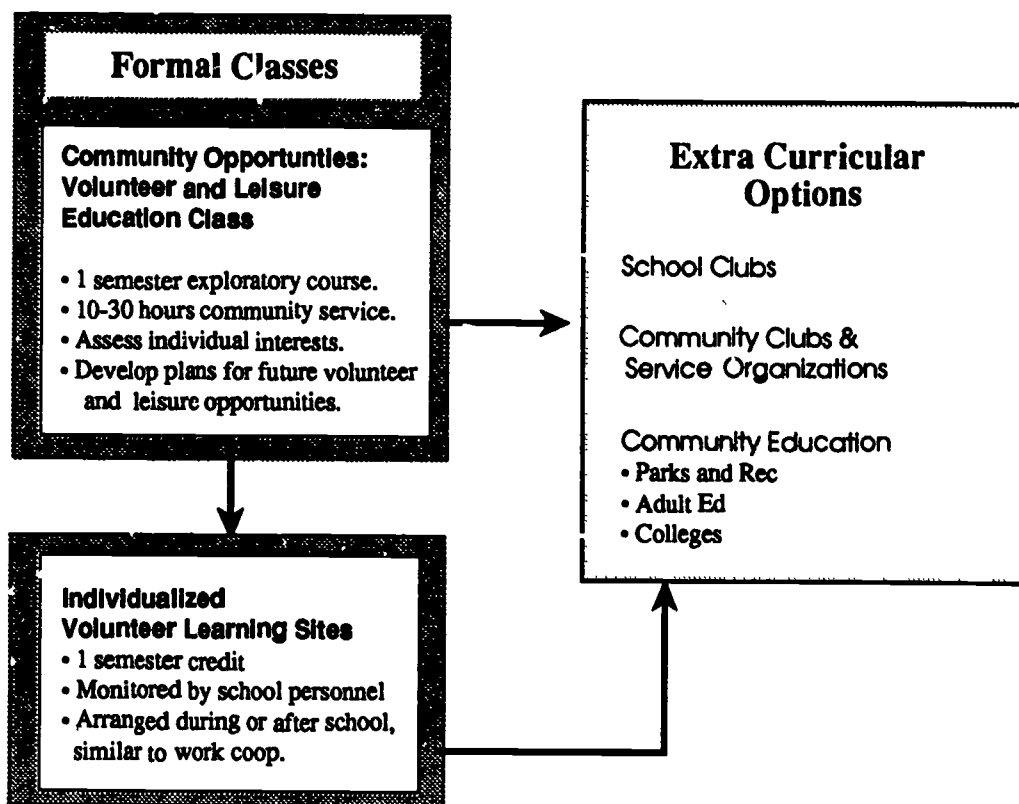 Formal Classes
Community Opportunties:
Volunteer and Leisure
Education Class
• 1 semester exploratory course.
• 10-30 hours community service.
• Assess individual interests.
• Develop plans for future volunteer
and leisure opportunities.
Individualized
Volunteer Learning Sites
• 1 semester credit
• Monitored by school personnel
• Arranged during or after school,
similar to work coop.
Extra Curricular
Options
School Clubs
Community Clubs &
Service Organizations
Community Education
• Parks and Rec
• Adult Ed
• Colleges